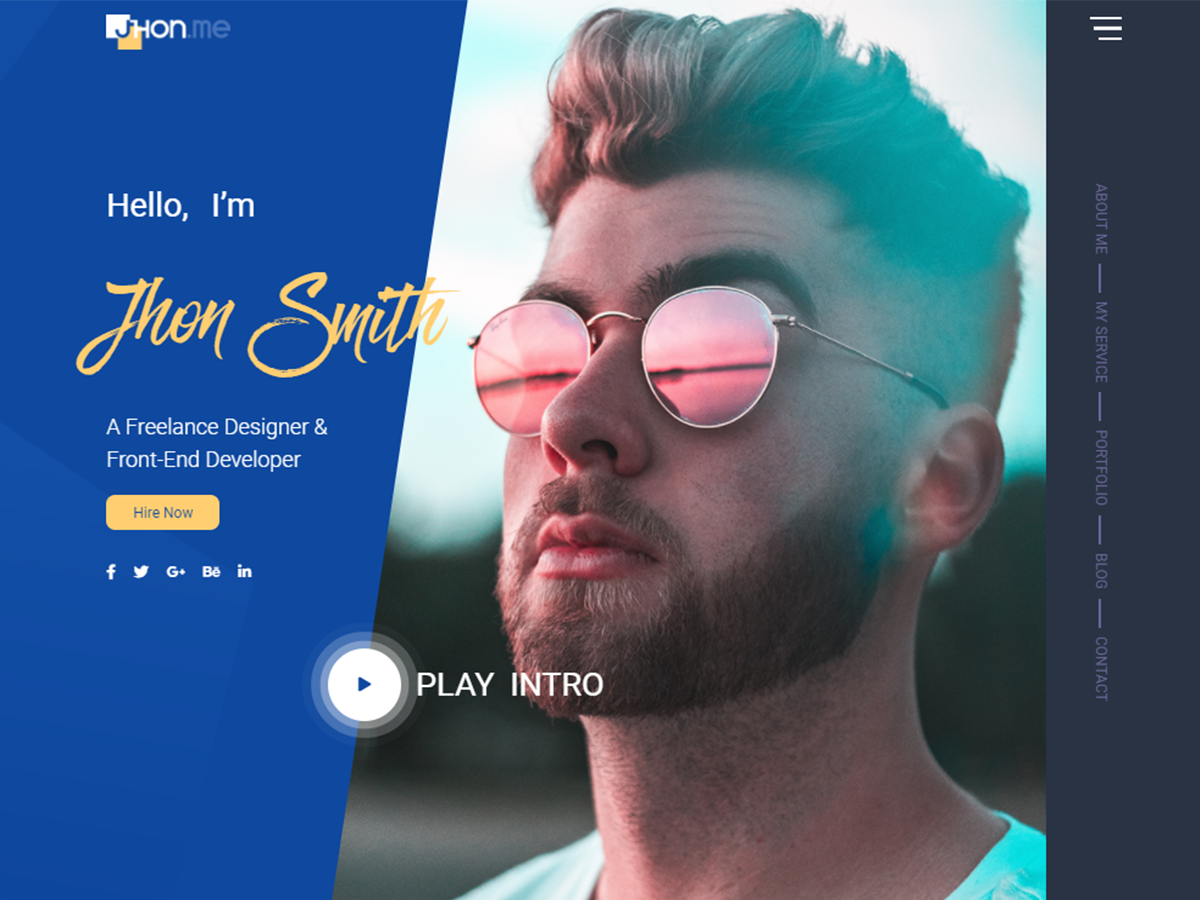 JHON.me
Hello, I’m
Jhon Smith
A Freelance Designer &
Front-End Developer
Hire Now
f G+ Bē in
PLAY INTRO
ABOUT ME
MY SERVICE
PORTFOLIO
BLOG
CONTACT